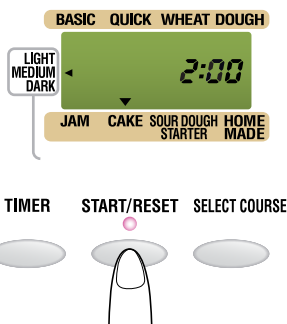 BASIC QUICK WHEAT DOUGH
LIGHT
MEDIUM
DARK
2:00
JAM CAKE SOUR DOUGH STARTER HOME MADE
TIMER START/RESET SELECT COURSE